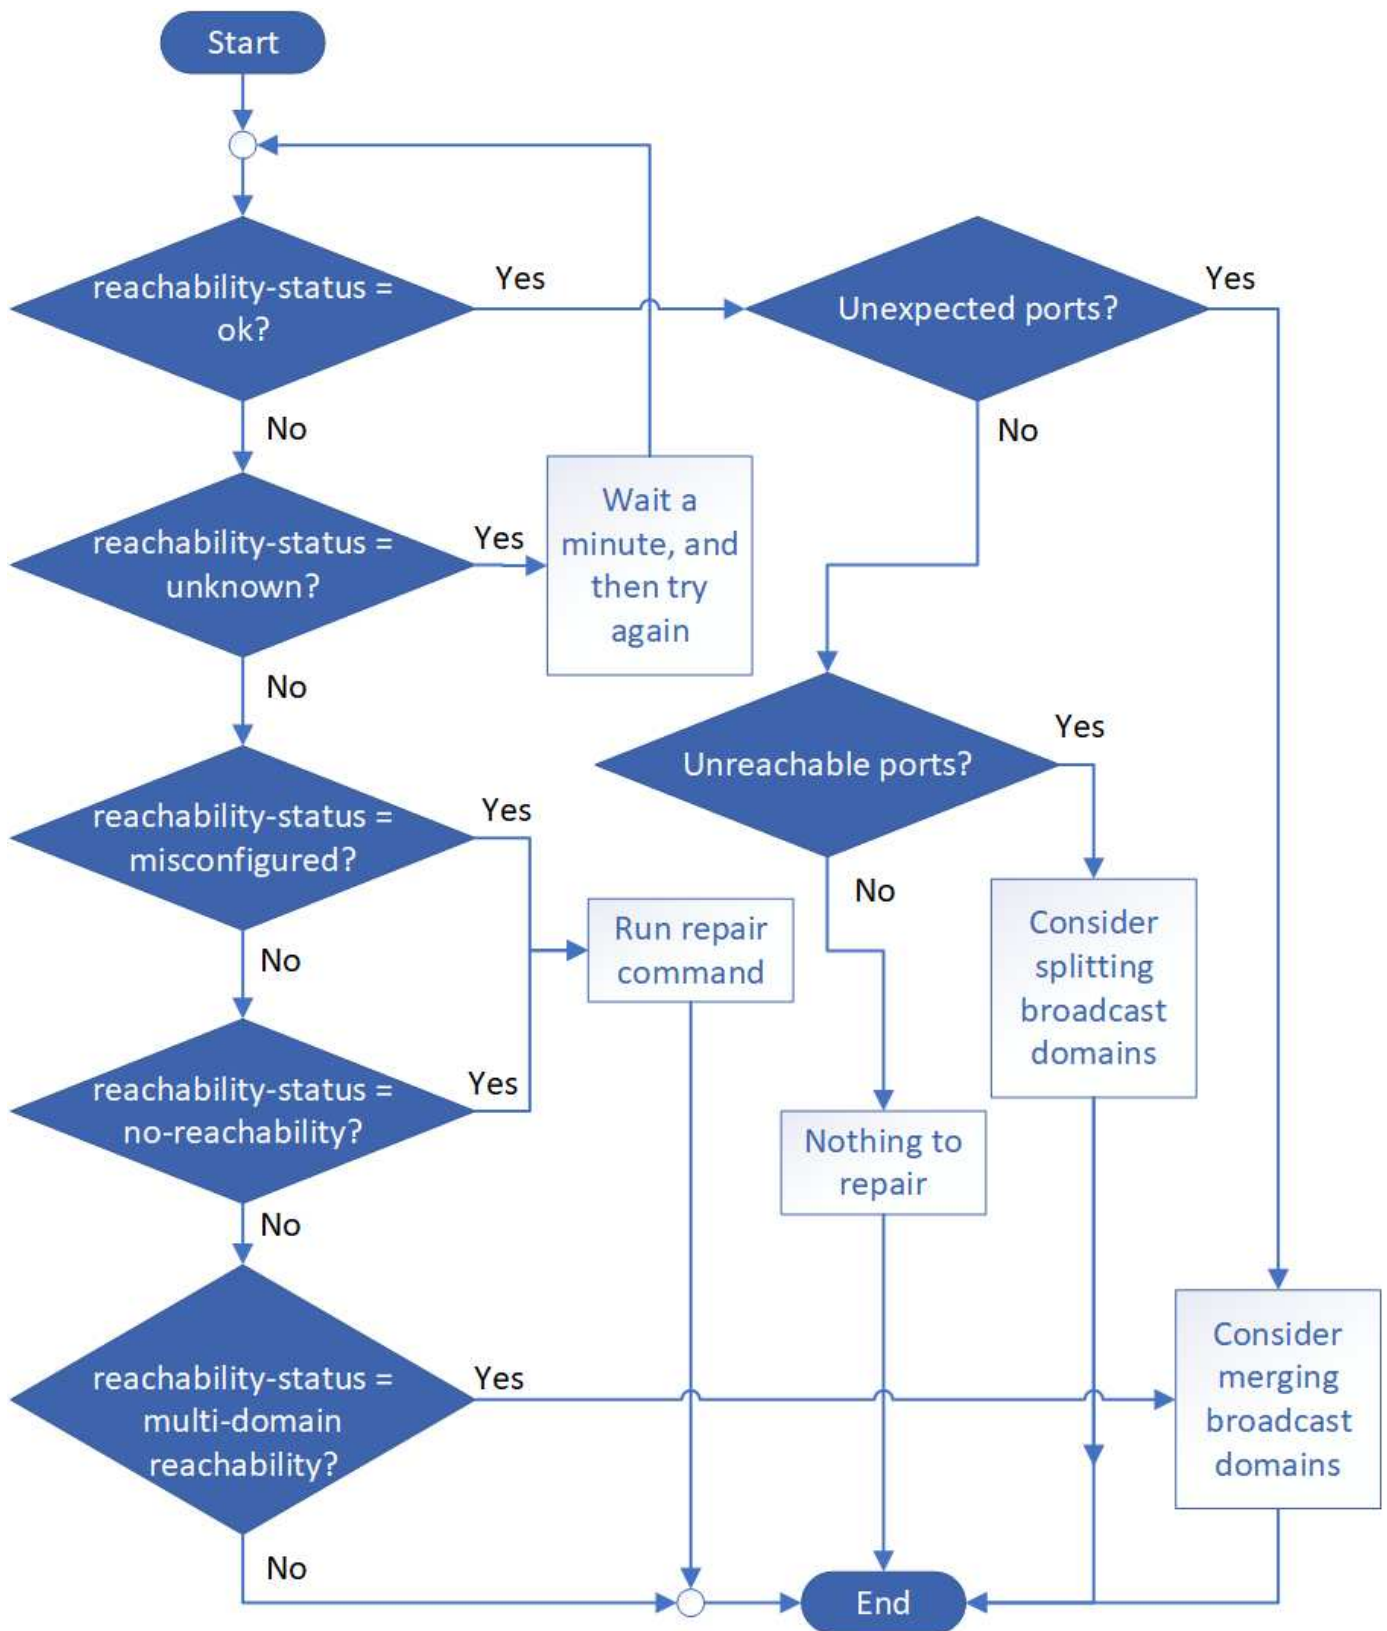 Start
reachability-status =
ok?
Yes
Unexpected ports?
Yes
No
No
reachability-status =
unknown?
Yes
Wait a
minute, and
then try
again
No
Unreachable ports?
Yes
reachability-status =
misconfigured?
Yes
No
Run repair
command
Consider
splitting
broadcast
domains
No
reachability-status =
no-reachability?
Yes
Nothing to
repair
No
reachability-status =
multi-domain
reachability?
Yes
Consider
merging
broadcast
domains
No
End